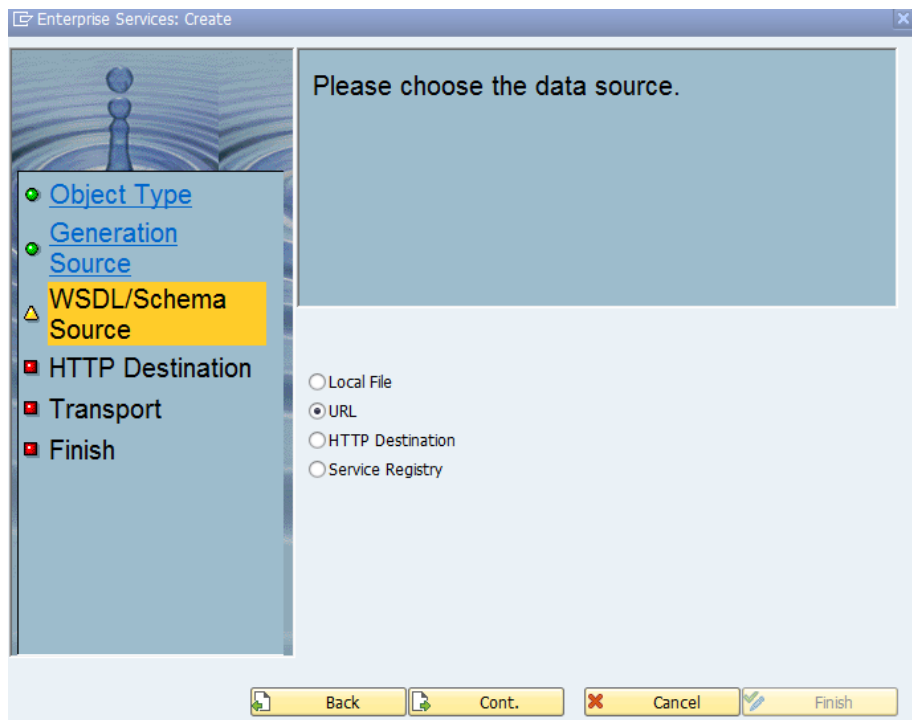 Enterprise Services: Create
Please choose the data source.
Object Type
Generation
Source
WSDL/Schema
Source
HTTP Destination
Transport
Finish
Local File
URL
HTTP Destination
Service Registry
Back
Cont.
Cancel
Finish